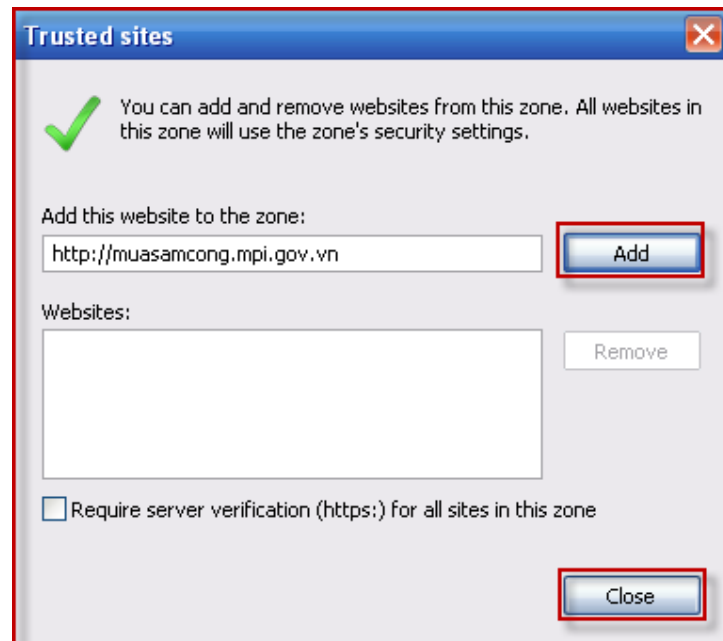 Trusted sites
You can add and remove websites from this zone. All websites in
this zone will use the zone's security settings.
Add this website to the zone:
http://muasamcong.mpi.gov.vn
Add
Websites:
Remove
Require server verification (https:) for all sites in this zone
Close